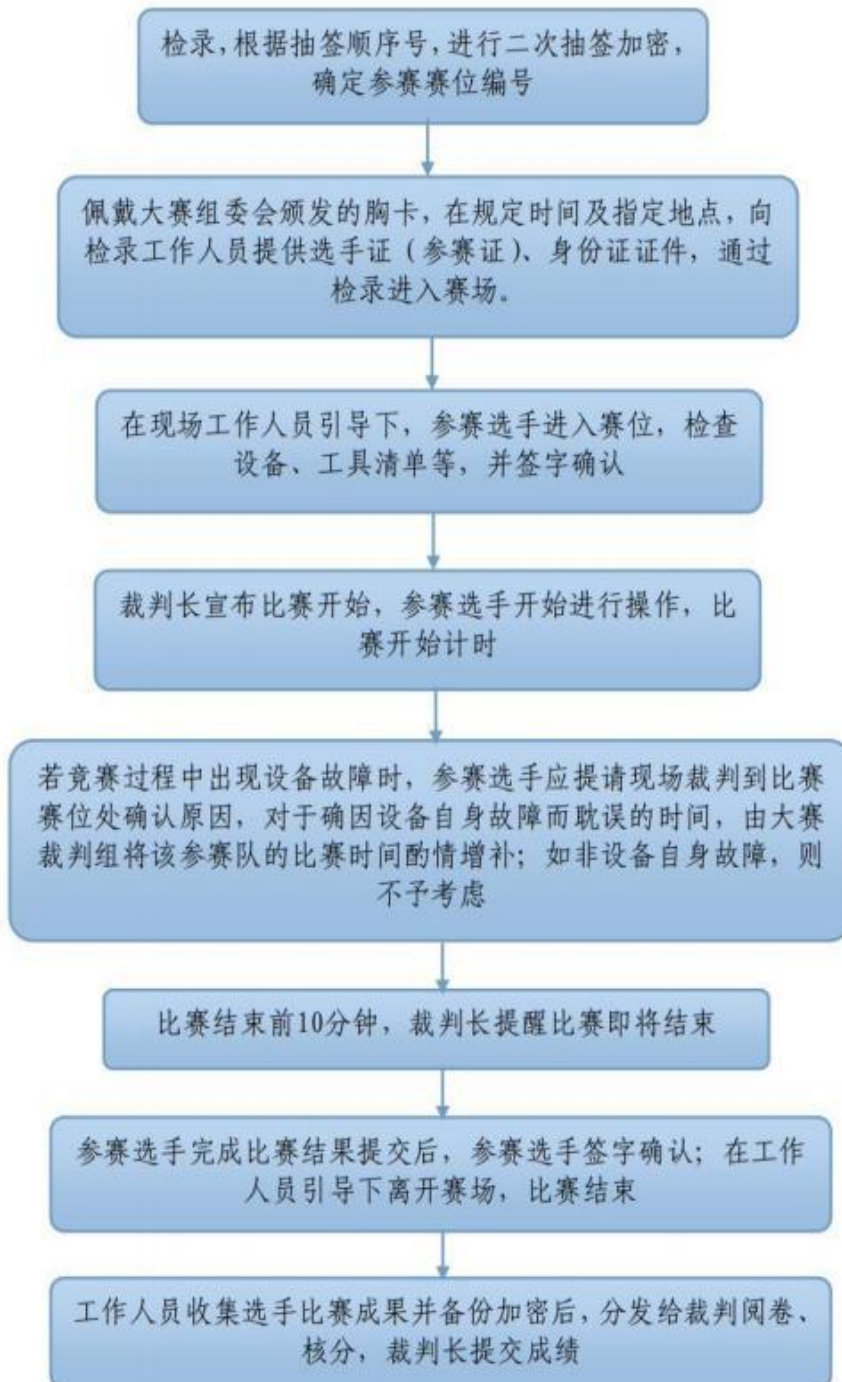 检录，根据抽签顺序号，进行二次抽签加密，
确定参赛赛位编号
佩戴大赛组委会颁发的胸卡，在规定时间及指定地点，向
检录工作人员提供选手证（参赛证）、身份证证件，通过
检录进入赛场。
在现场工作人员引导下，参赛选手进入赛位，检查
设备、工具清单等，并签字确认
裁判长宣布比赛开始，参赛选手开始进行操作，比
赛开始计时
若竞赛过程中出现设备故障时，参赛选手应提请现场裁判到比赛
赛位处确认原因，对于确因设备自身故障而耽误的时间，由大赛
裁判组将该参赛队的比赛时间酌情增补；如非设备自身故障，则
不予考虑
比赛结束前10分钟，裁判长提醒比赛即将结束
参赛选手完成比赛结果提交后，参赛选手签字确认；在工作
人员引导下离开赛场，比赛结束
工作人员收集选手比赛成果并备份加密后，分发给裁判阅卷、
核分，裁判长提交成绩